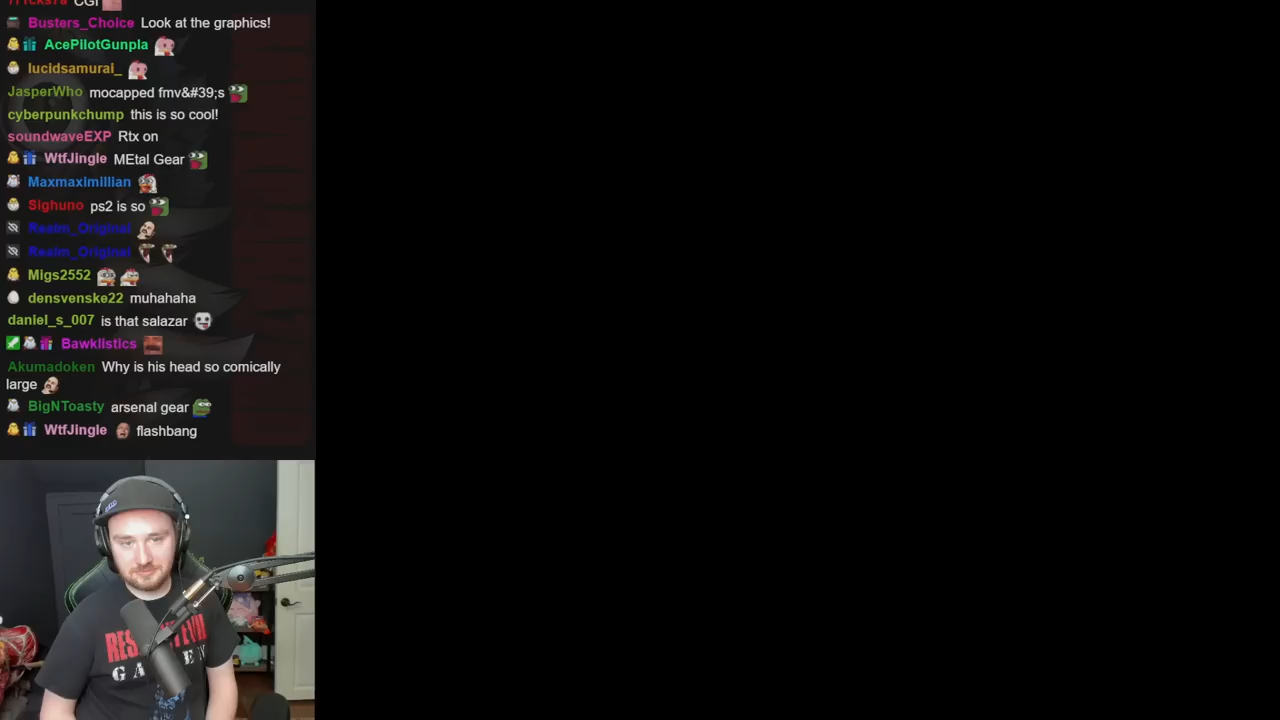 CGI
Busters_Choice Look at the graphics!
AcePilotGunpla
lucidsamurai_
JasperWho mocapped fmv&#39;s
cyberpunkchump this is so cool!
soundwaveEXP Rtx on
WtfJingle MEtal Gear
Maxmaximillian
Sighuno ps2 is so
Realm_Original
Realm_Original
Migs2552
densvenske22 muhahaha
daniel_s_007 is that salazar
Bawklistics
Akumadoken Why is his head so comically
large
BigNToasty arsenal gear
WtfJingle flashbang